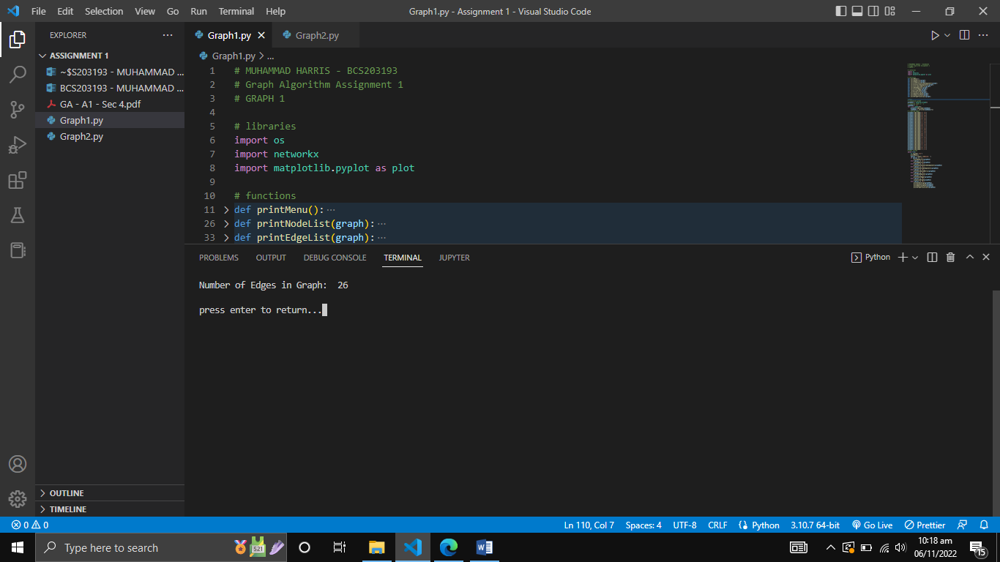 File Edit Selection View Go Run Terminal Help
Graph1.py - Assignment 1 - Visual Studio Code
EXPLORER
ASSIGNMENT 1
~$S203193 - MUHAMMAD ...
BCS203193 - MUHAMMAD ...
GA - A1 - Sec 4.pdf
Graph1.py
Graph2.py
OUTLINE
TIMELINE
Graph1.py
Graph2.py
Graph1.py > ...
1 # MUHAMMAD HARRIS - BCS203193
2 # Graph Algorithm Assignment 1
3 # GRAPH 1
4
5 # libraries
6 import os
7 import networkx
8 import matplotlib.pyplot as plot
9
10 # functions
11 def printMenu():...
26 def printNodeList(graph):...
33 def printEdgeList(graph):...
PROBLEMS OUTPUT DEBUG CONSOLE TERMINAL JUPYTER
Python
Number of Edges in Graph:  26
press enter to return...
0 0
Ln 110, Col 7 Spaces: 4 UTF-8 CRLF Python 3.10.7 64-bit Go Live Prettier
Type here to search
521
10:18 am
06/11/2022
15